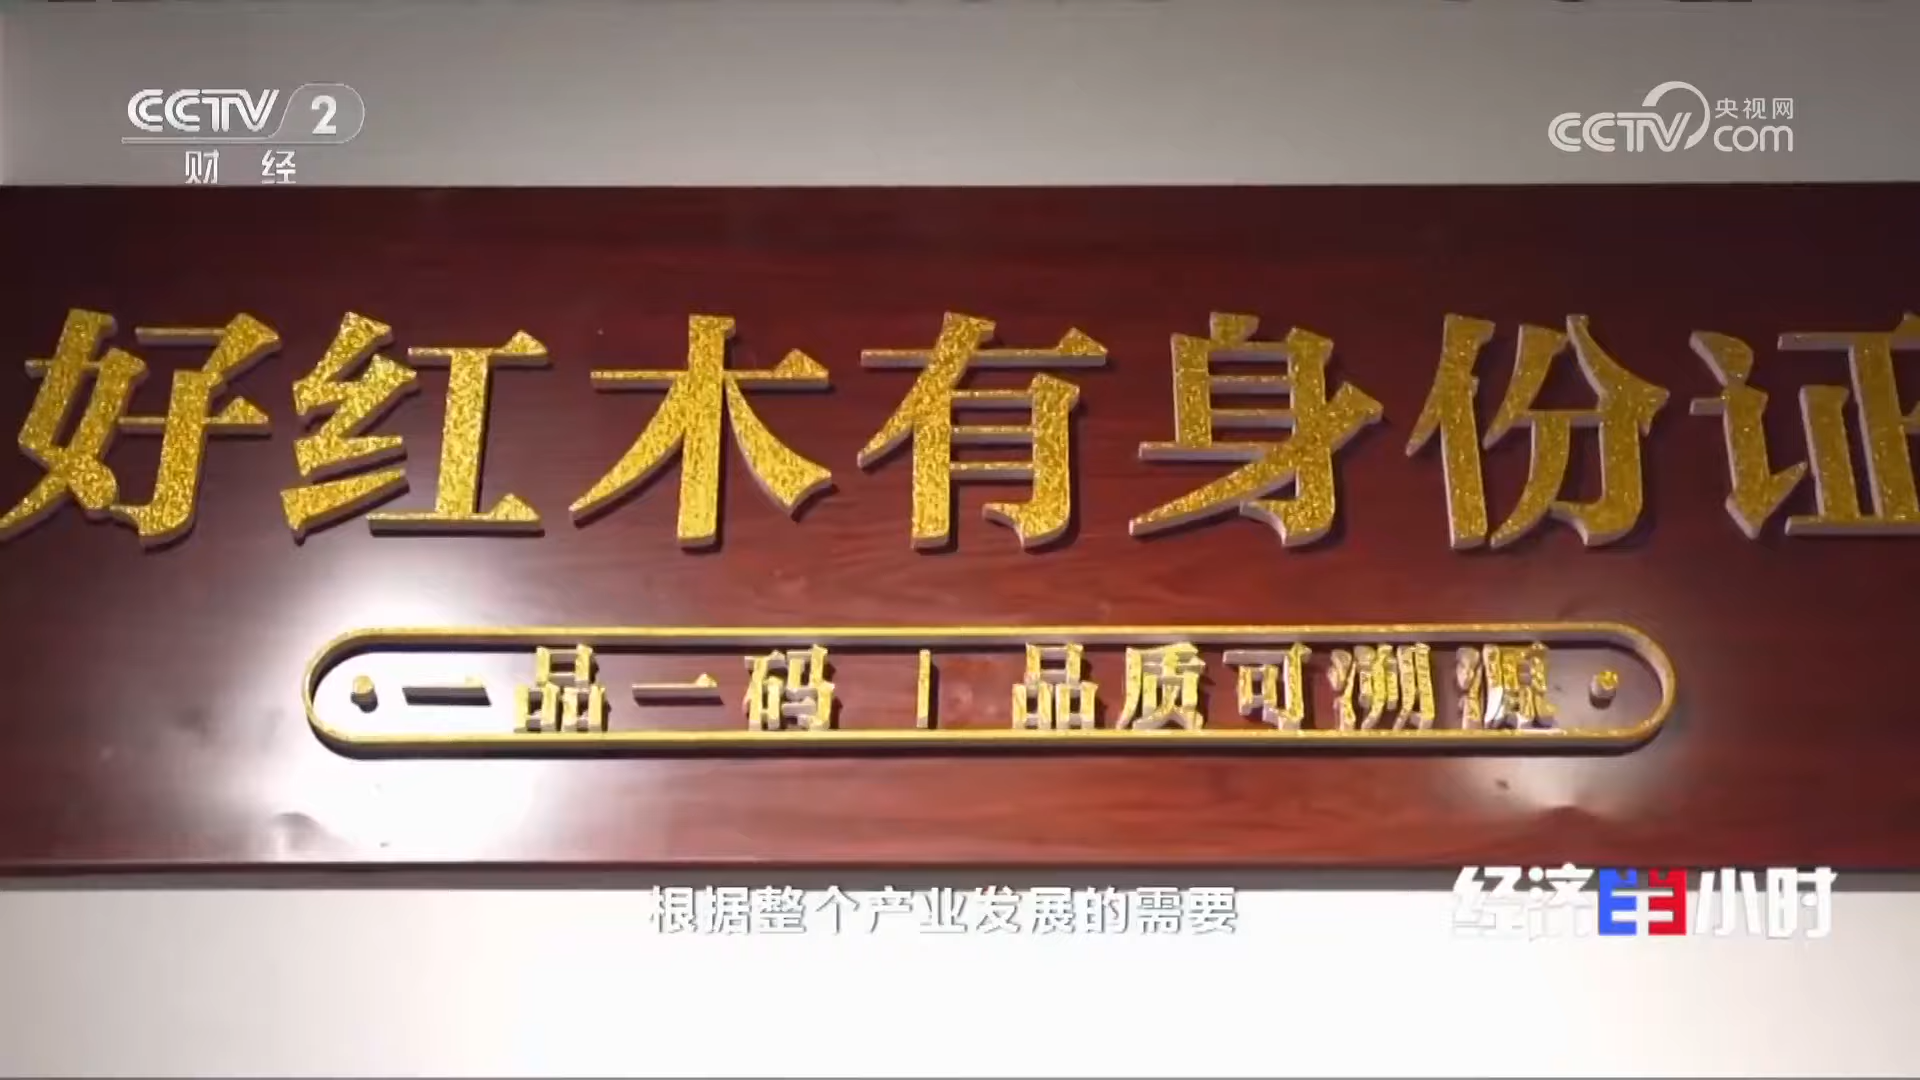 CCTV 2
财经
央视网
CCTV.com
好红木有身份证
一品一码 | 品质可溯源
根据整个产业发展的需要
经济半小时